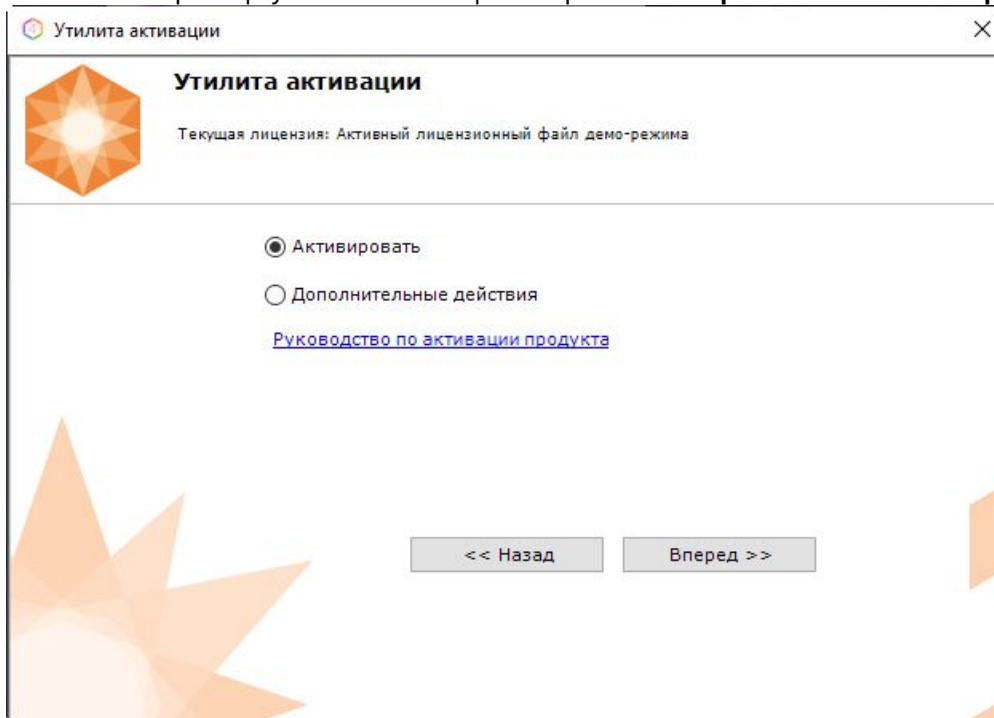 Утилита активации
Утилита активации
Текущая лицензия: Активный лицензионный файл демо-режима
Активировать
Дополнительные действия
Руководство по активации продукта
<< Назад
Вперед >>